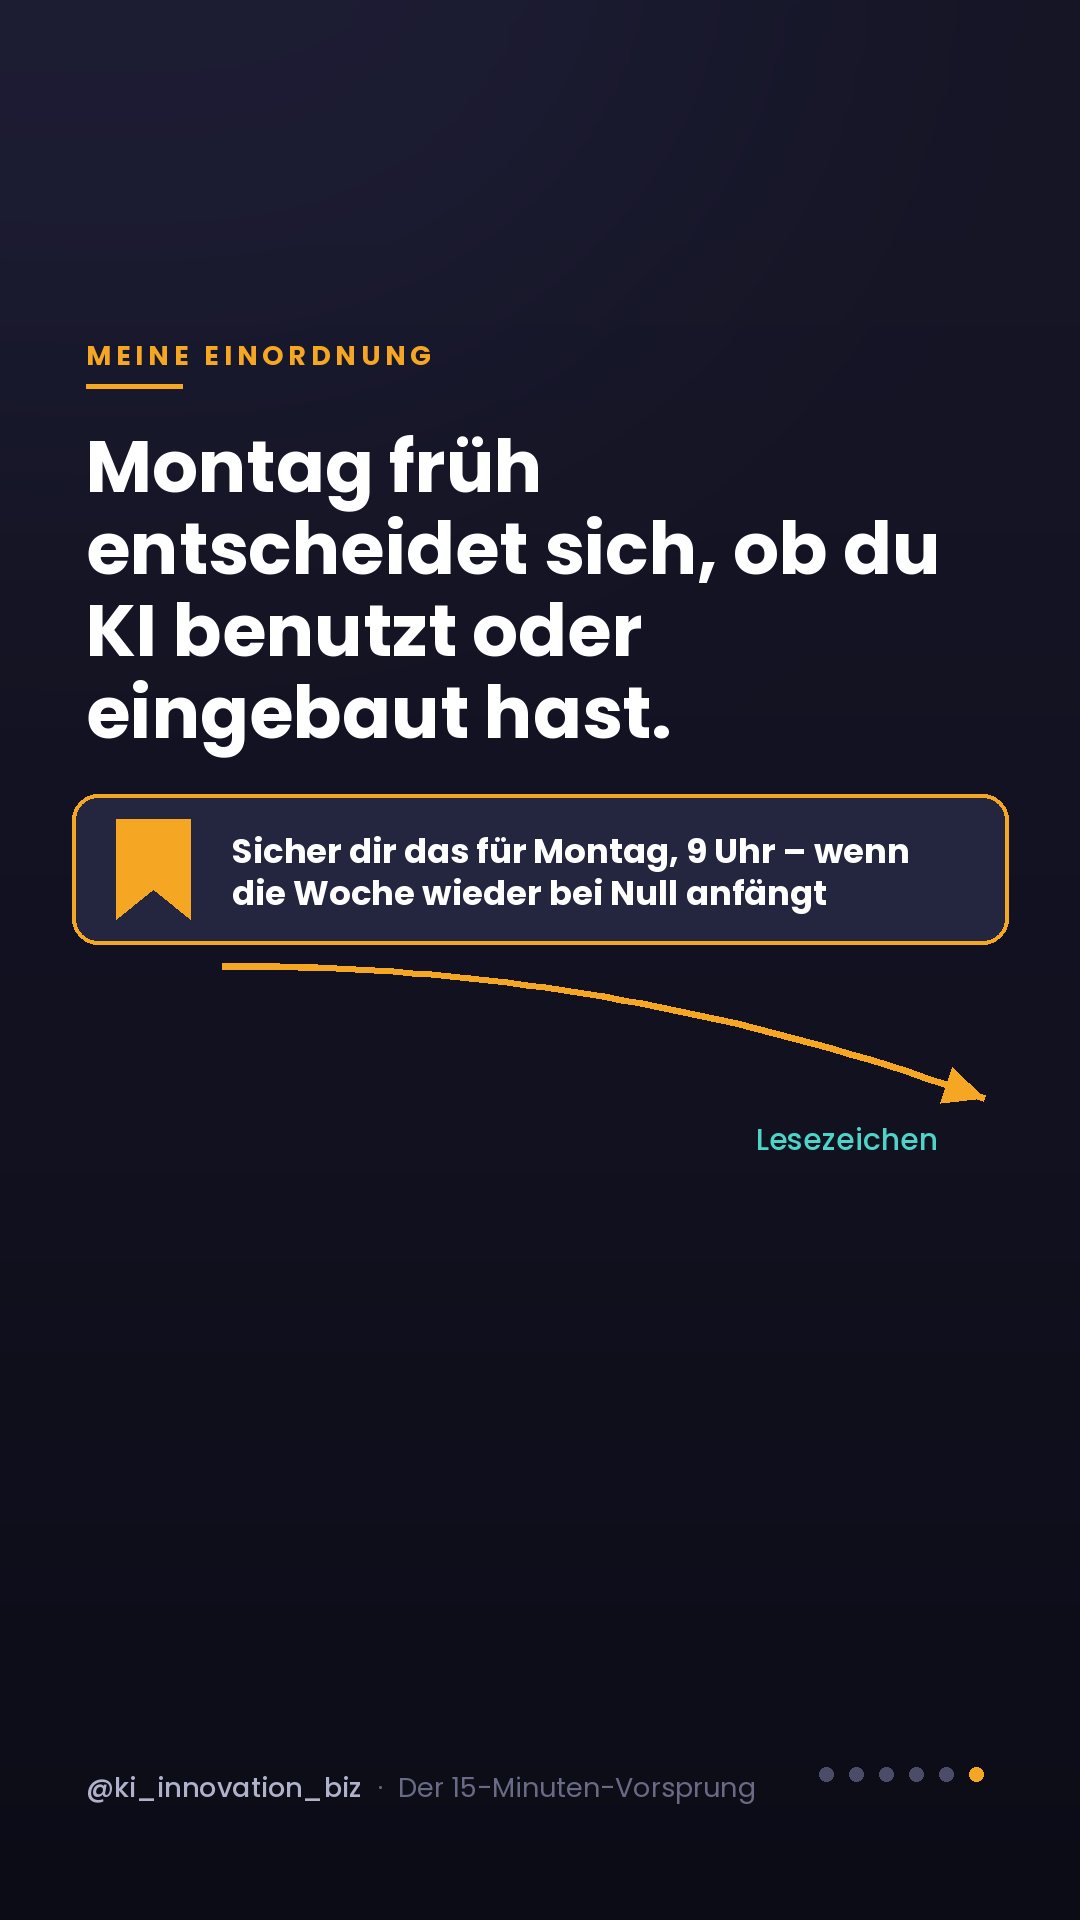 MEINE EINORDNUNG
Montag früh
entscheidet sich, ob du
KI benutzt oder
eingebaut hast.
Sicher dir das für Montag, 9 Uhr – wenn
die Woche wieder bei Null anfängt
Lesezeichen
@ki_innovation_biz · Der 15-Minuten-Vorsprung